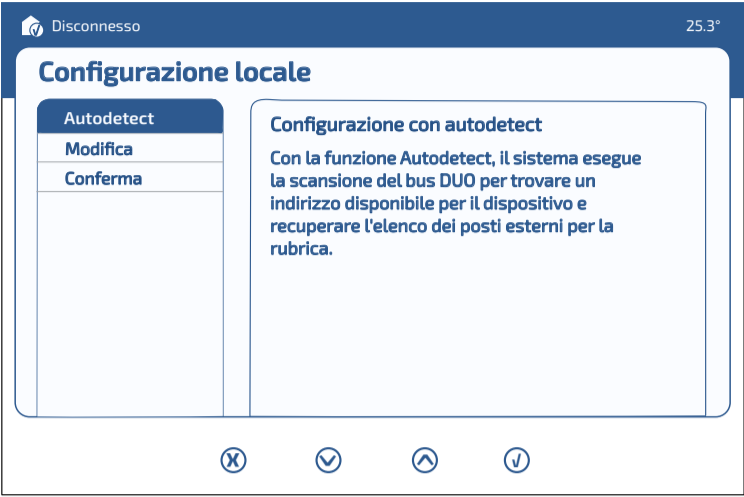 Disconnesso
25.3°
Configurazione locale
Autodetect
Modifica
Conferma
Configurazione con autodetect
Con la funzione Autodetect, il sistema esegue
la scansione del bus DUO per trovare un
indirizzo disponibile per il dispositivo e
recuperare l'elenco dei posti esterni per la
rubrica.